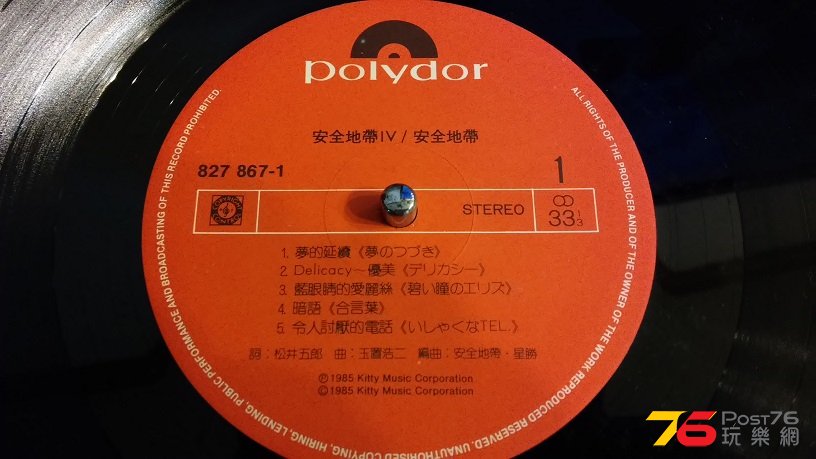 polydor
安全地帶IV / 安全地帶
827 867-1
1
STEREO
33 1/3
1. 夢的延續《夢のつづき》
2. Delicacy～優美《デリカシー》
3. 藍眼睛的愛麗絲《碧い瞳のエリス》
4. 暗語《合言葉》
5. 令人討厭的電話《いじゃくなTEL.》
詞：松井五郎 曲：玉置浩二 編曲：安全地帶・星勝
Ⓟ1985 Kitty Music Corporation
©1985 Kitty Music Corporation
ALL RIGHTS OF THE PRODUCER AND OF THE OWNER OF THE WORK REPRODUCED RESERVED. UNAUTHORISED COPYING, HIRING, LENDING, PUBLIC PERFORMANCE AND BROADCASTING OF THIS RECORD PROHIBITED.
76 POST76
玩樂網